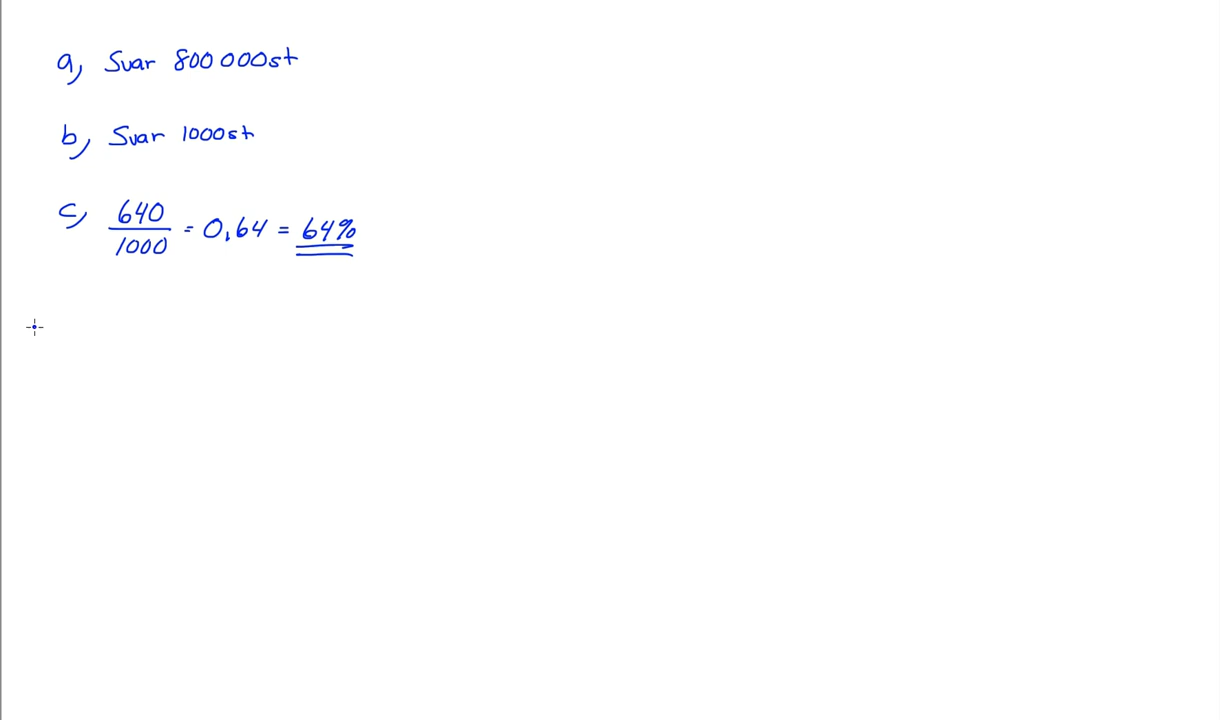 a, Svar 800 000st
b, Svar 1000st
c, 640/1000 = 0,64 = 64%